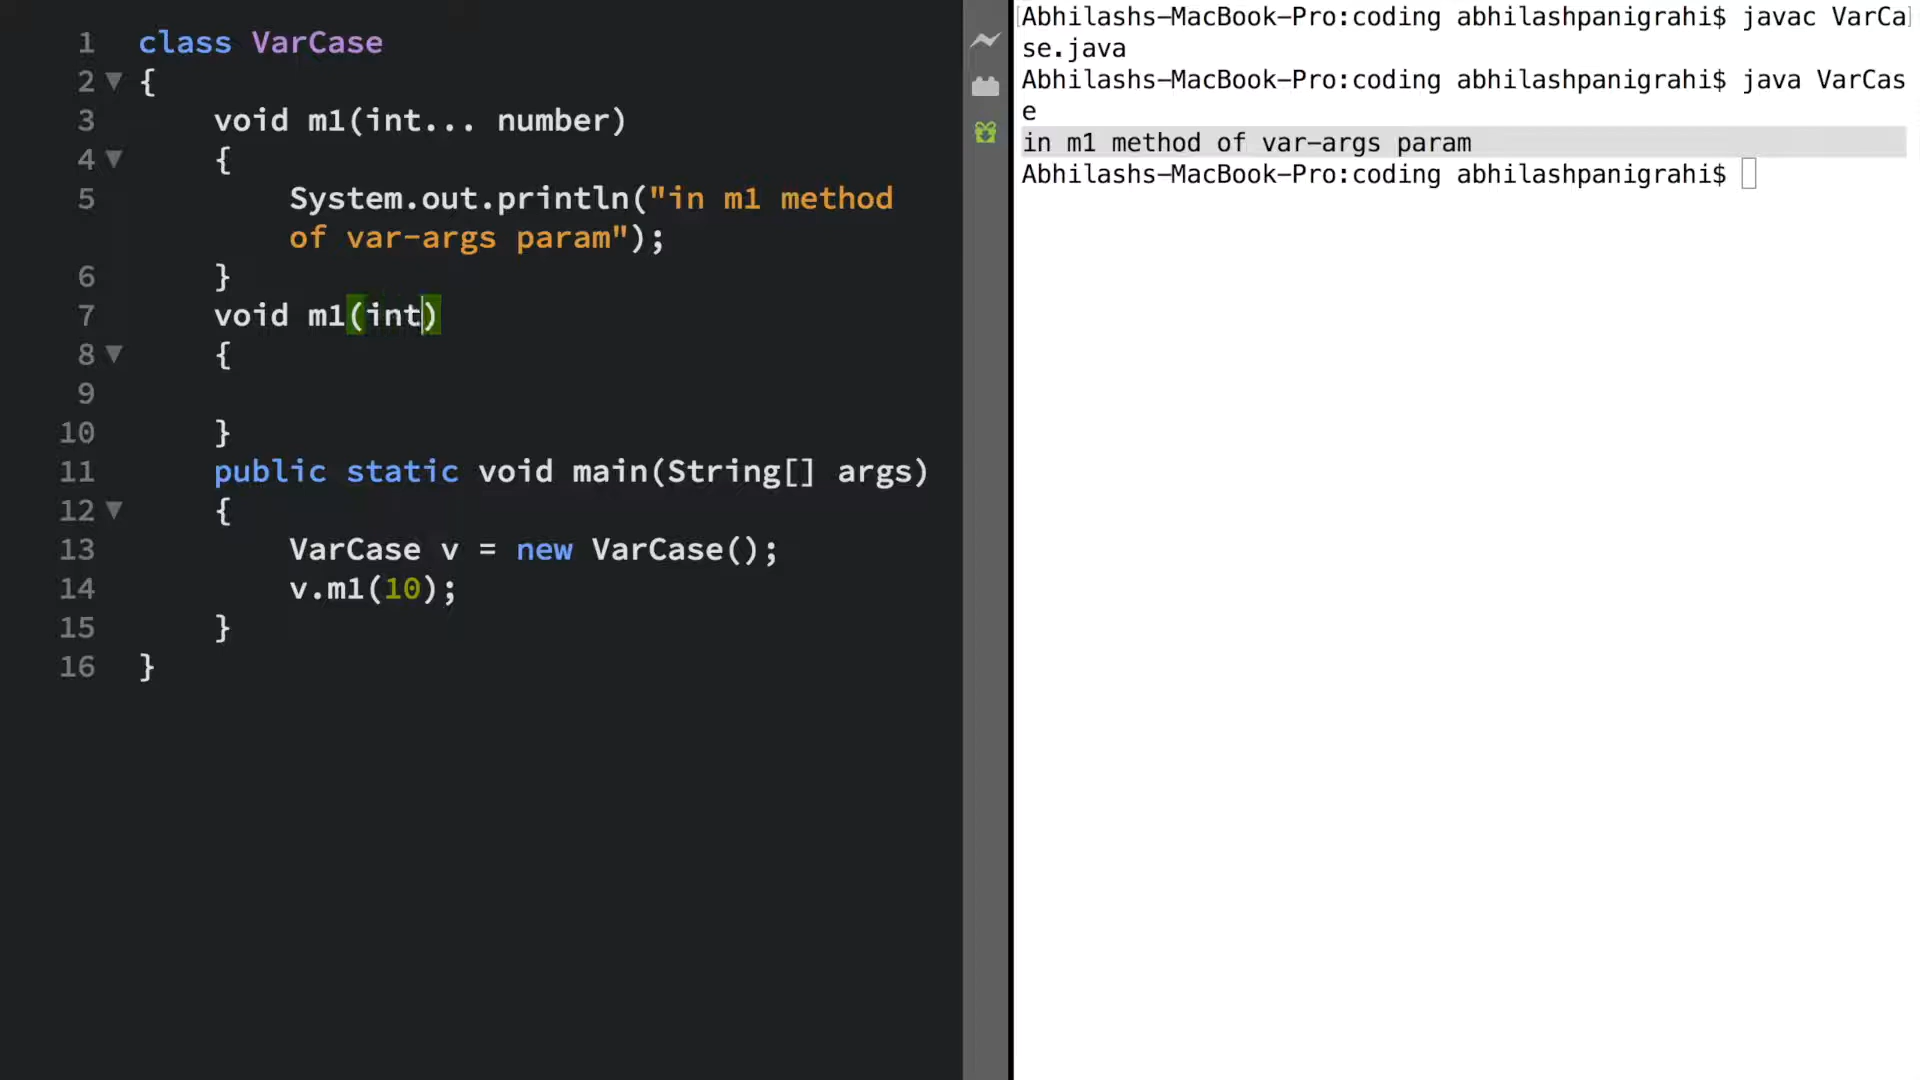 1 class VarCase
2 {
3 void m1(int... number)
4 {
5 System.out.println("in m1 method
of var-args param");
6 }
7 void m1(int)
8 {
9
10 }
11 public static void main(String[] args)
12 {
13 VarCase v = new VarCase();
14 v.m1(10);
15 }
16 }
[Abhilashs-MacBook-Pro:coding abhilashpanigrahi$ javac VarCa]
se.java
Abhilashs-MacBook-Pro:coding abhilashpanigrahi$ java VarCas
e
in m1 method of var-args param
Abhilashs-MacBook-Pro:coding abhilashpanigrahi$